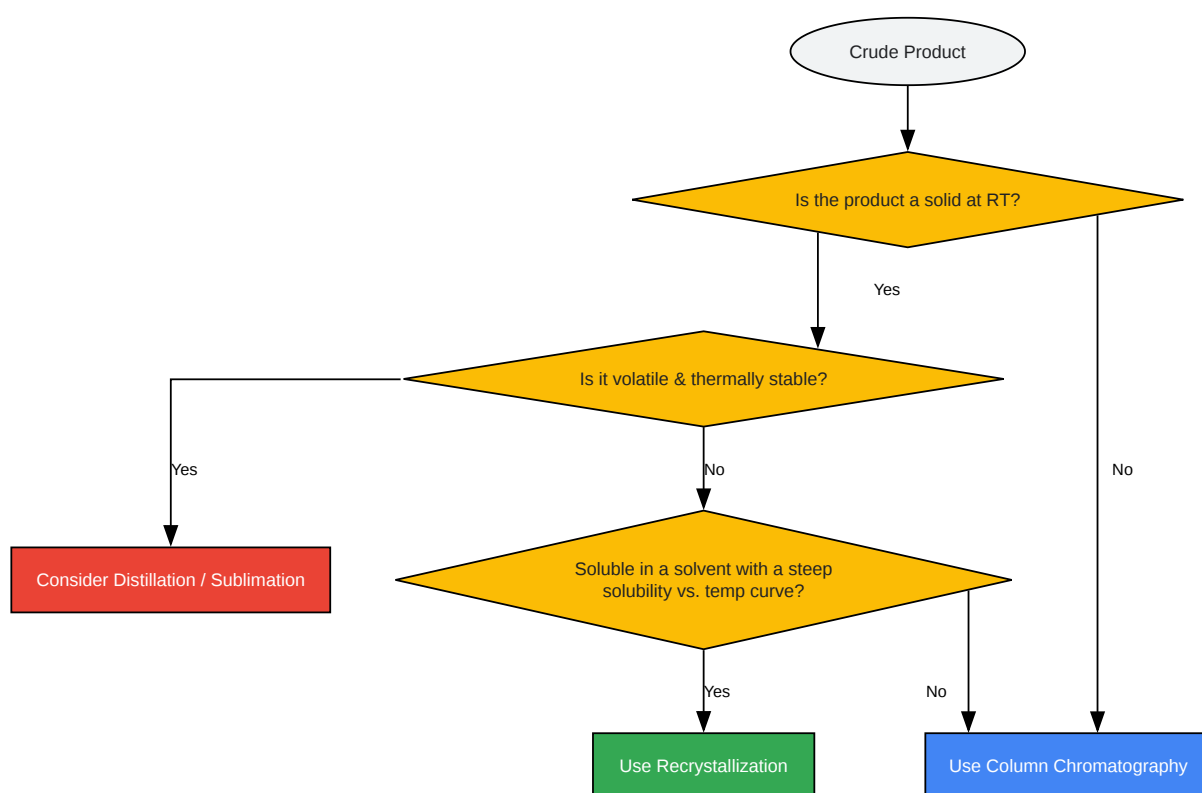 Crude Product
Is the product a solid at RT?
Yes
Is it volatile & thermally stable?
Yes
No
No
Consider Distillation / Sublimation
Soluble in a solvent with a steep
solubility vs. temp curve?
Yes
No
Use Recrystallization
Use Column Chromatography